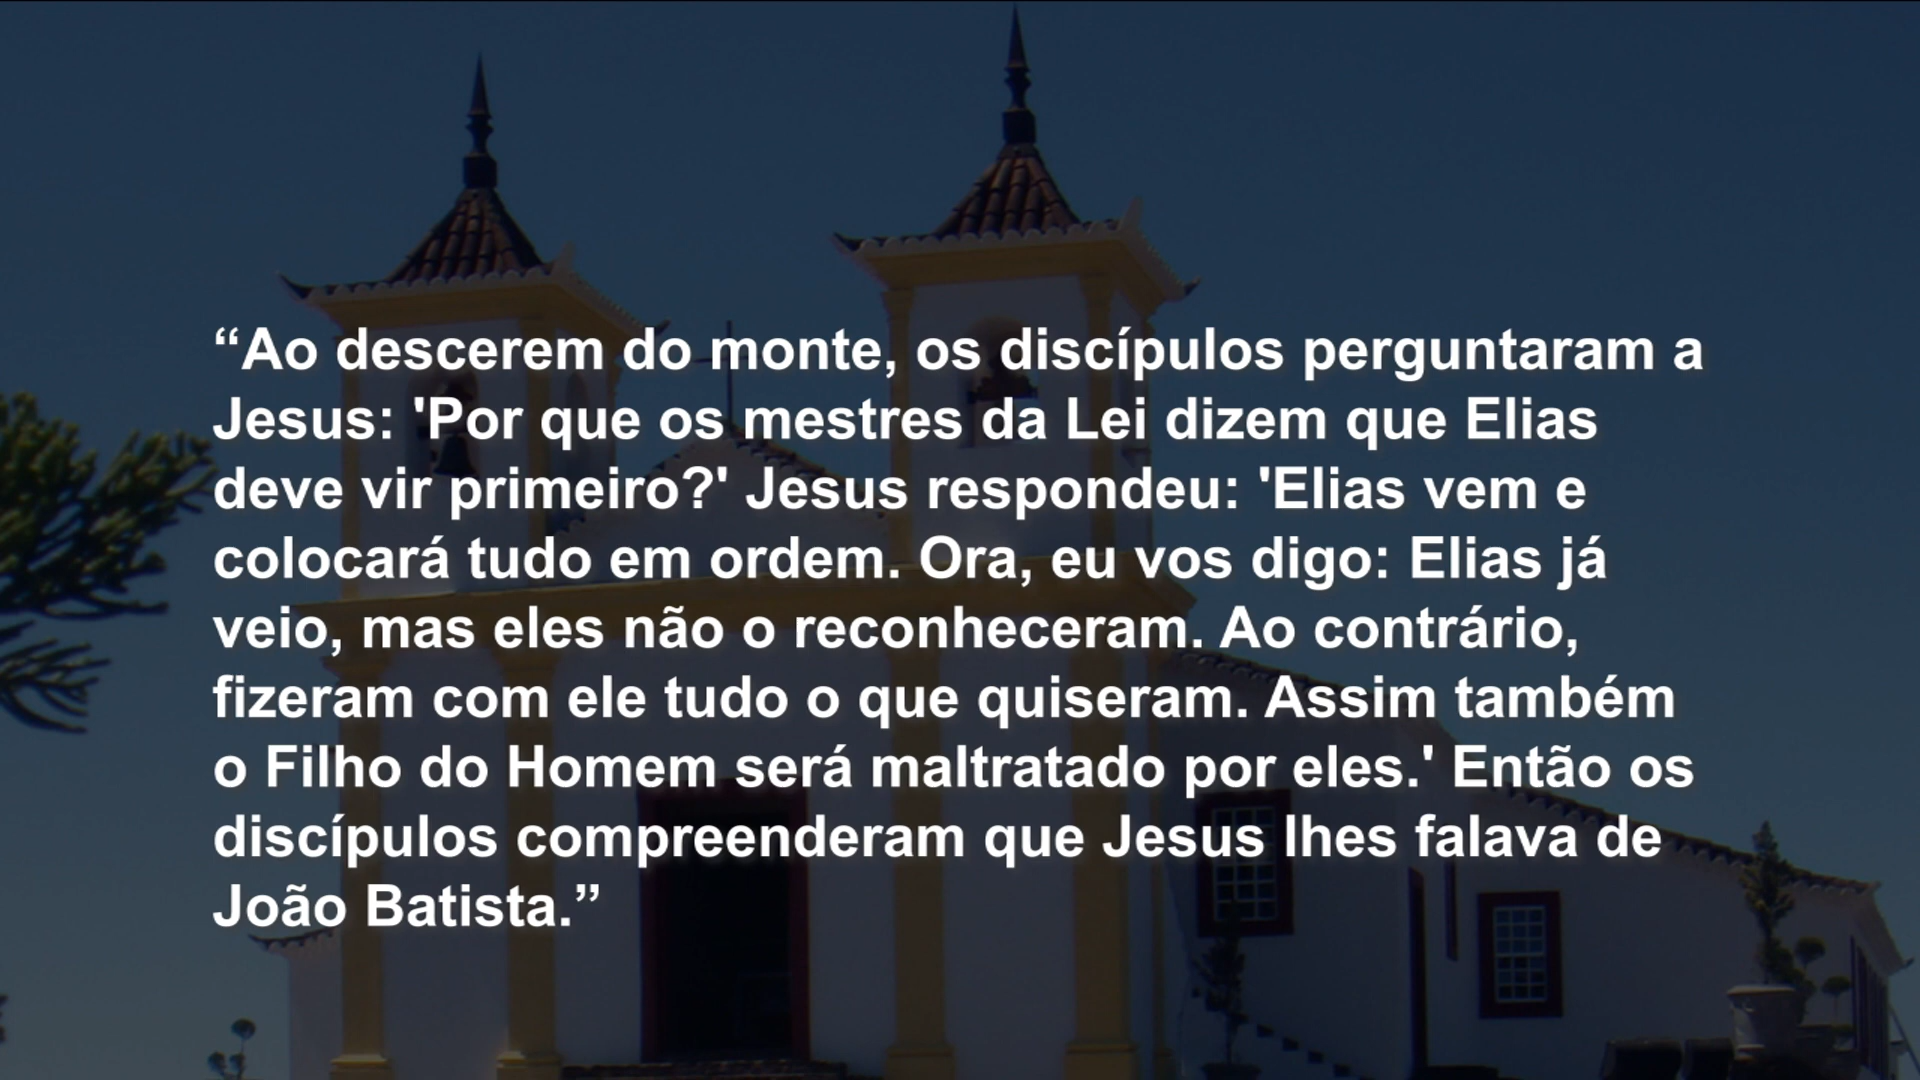 “Ao descerem do monte, os discípulos perguntaram a
Jesus: 'Por que os mestres da Lei dizem que Elias
deve vir primeiro?' Jesus respondeu: 'Elias vem e
colocará tudo em ordem. Ora, eu vos digo: Elias já
veio, mas eles não o reconheceram. Ao contrário,
fizeram com ele tudo o que quiseram. Assim também
o Filho do Homem será maltratado por eles.' Então os
discípulos compreenderam que Jesus lhes falava de
João Batista.”